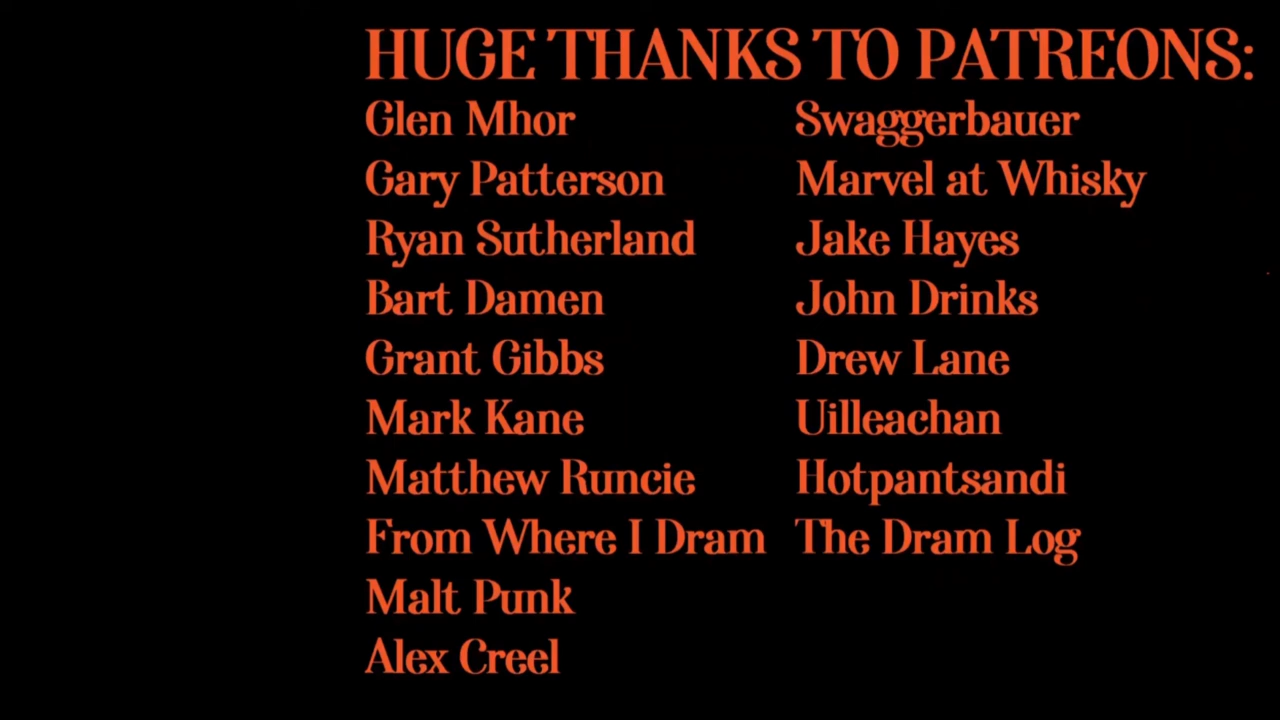 HUGE THANKS TO PATREONS:
Glen Mhor
Gary Patterson
Ryan Sutherland
Bart Damen
Grant Gibbs
Mark Kane
Matthew Runcie
From Where I Dram
Malt Punk
Alex Creel
Swaggerbauer
Marvel at Whisky
Jake Hayes
John Drinks
Drew Lane
Uilleachan
Hotpantsandi
The Dram Log